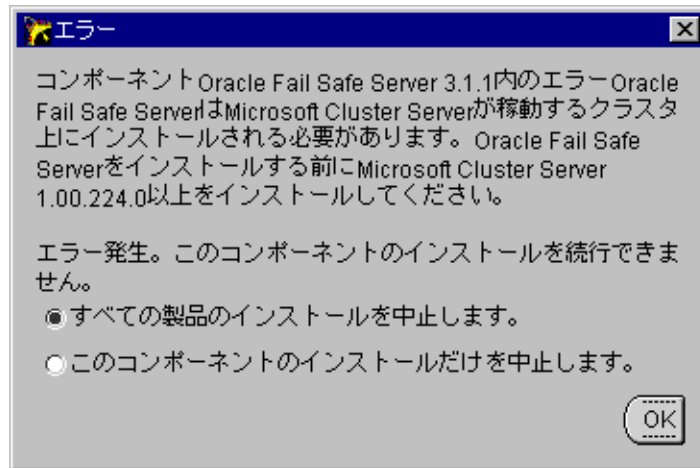 エラー
コンポーネントOracle Fail Safe Server 3.1.1内のエラーOracle
Fail Safe ServerはMicrosoft Cluster Serverが稼動するクラスタ
上にインストールされる必要があります。Oracle Fail Safe
Serverをインストールする前にMicrosoft Cluster Server
1.00.224.0以上をインストールしてください。
エラー発生。このコンポーネントのインストールを続行できま
せん。
すべての製品のインストールを中止します。
このコンポーネントのインストールだけを中止します。
OK